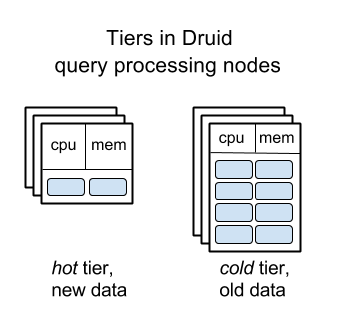 Tiers in Druid
query processing nodes
cpu mem
cpu mem
hot tier,
new data
cold tier,
old data